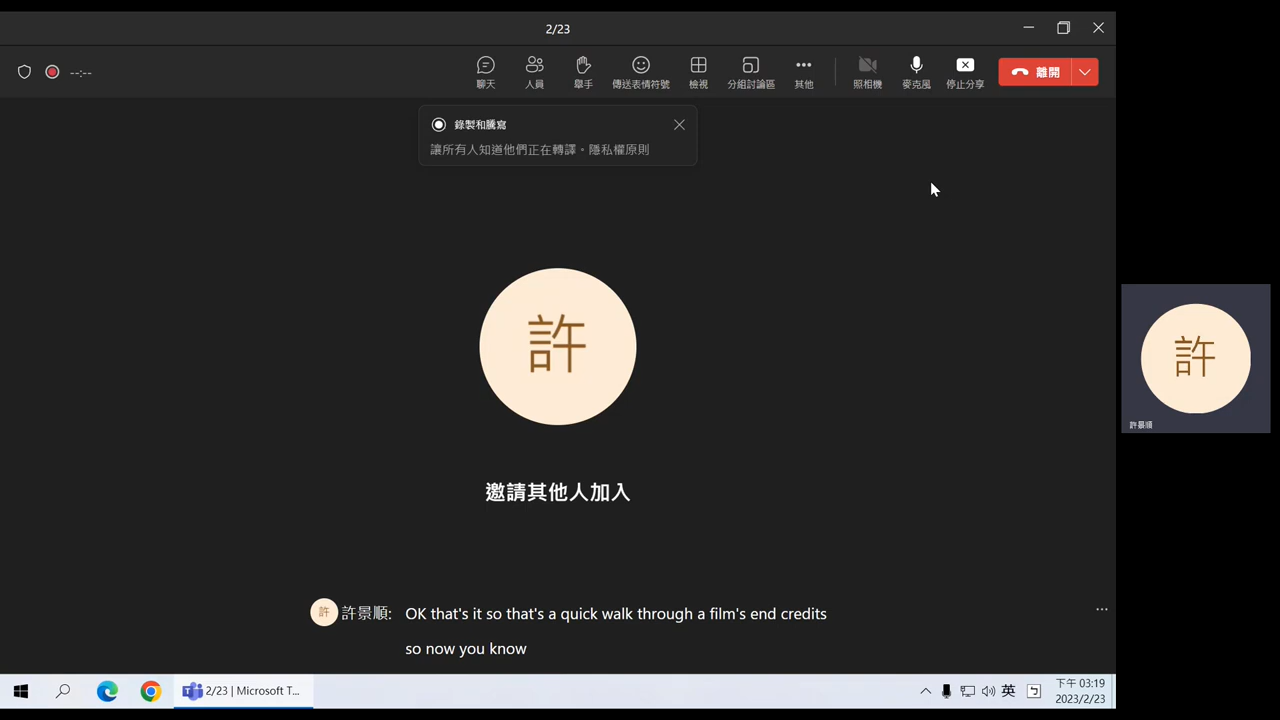 2/23
--:--
聊天
人員
舉手
傳送表情符號
檢視
分組討論區
其他
照相機
麥克風
停止分享
離開
錄製和騰寫
讓所有人知道他們正在轉譯。隱私權原則
許
許
許景順
邀請其他人加入
許
許景順:
OK that's it so that's a quick walk through a film's end credits
so now you know
2/23 | Microsoft T...
英
ㄅ
下午 03:19
2023/2/23